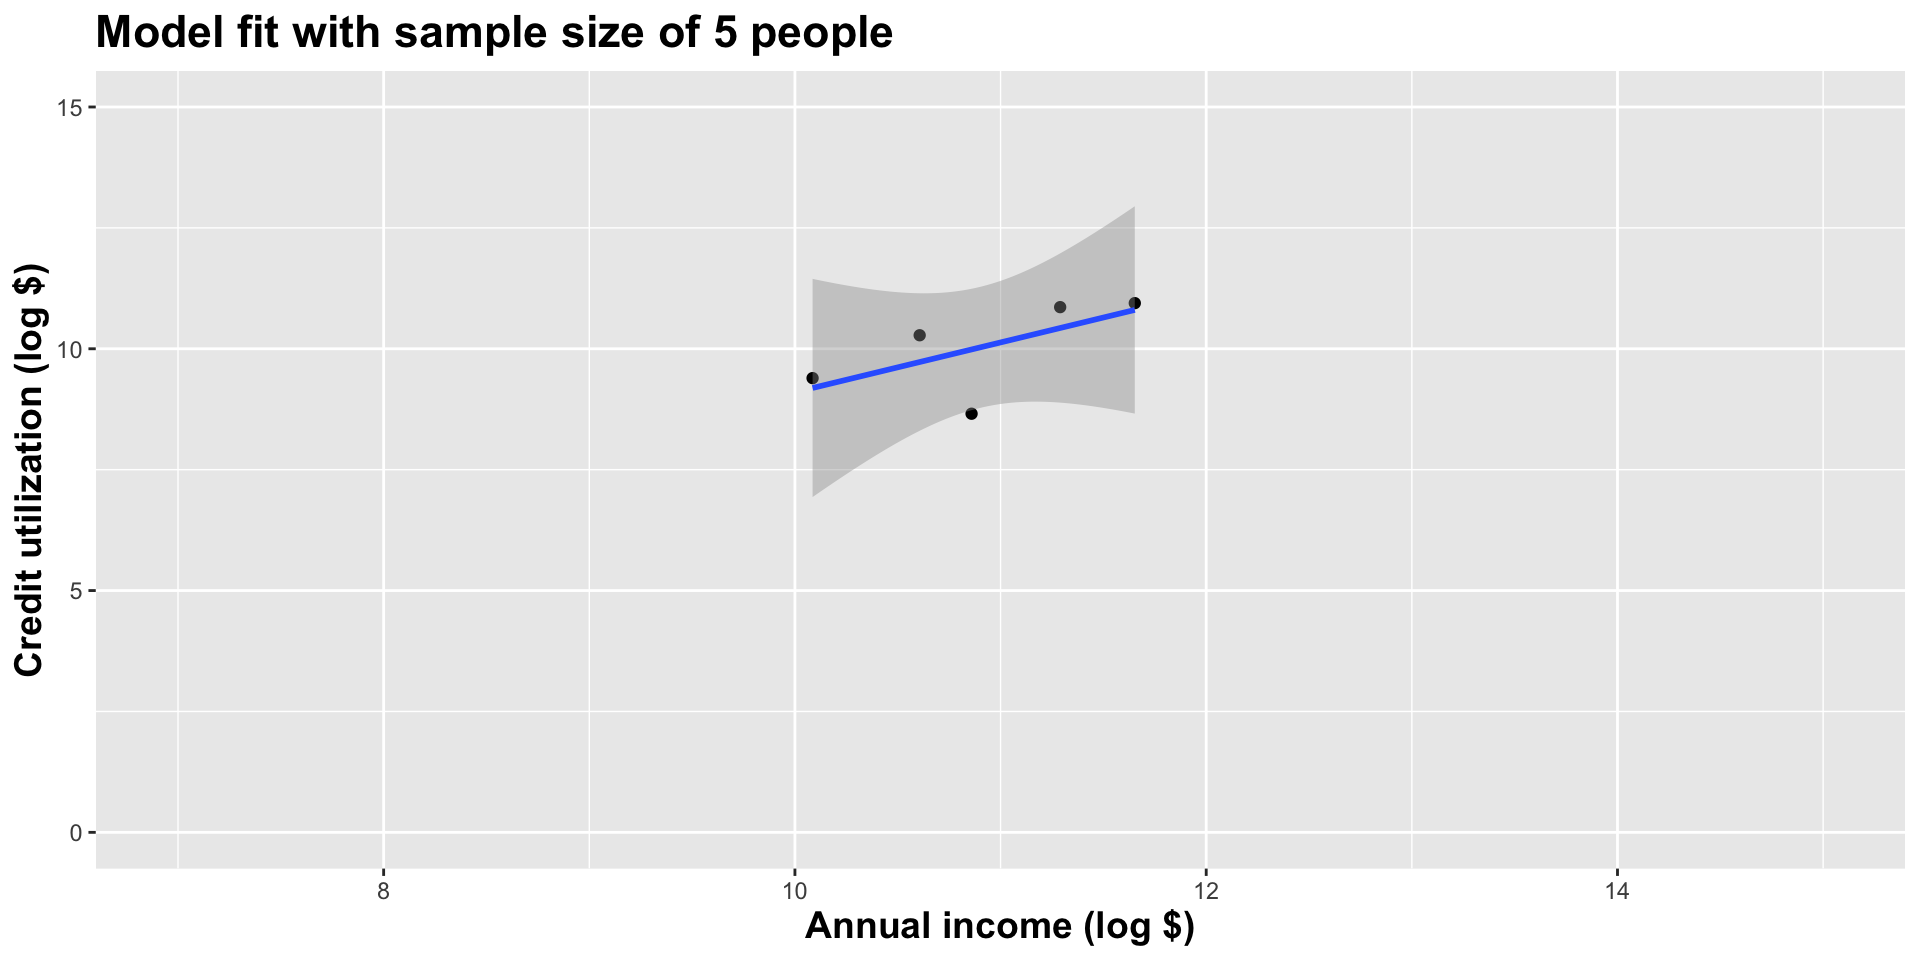 Model fit with sample size of 5 people
15
10
5
0
Credit utilization (log $)
8
10
12
14
Annual income (log $)